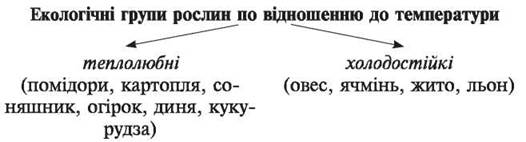 Екологічні групи рослин по відношенню до температури
теплолюбні
(помідори, картопля, со-
няшник, огірок, диня, куку-
рудза)
холодостійкі
(овес, ячмінь, жито, льон)